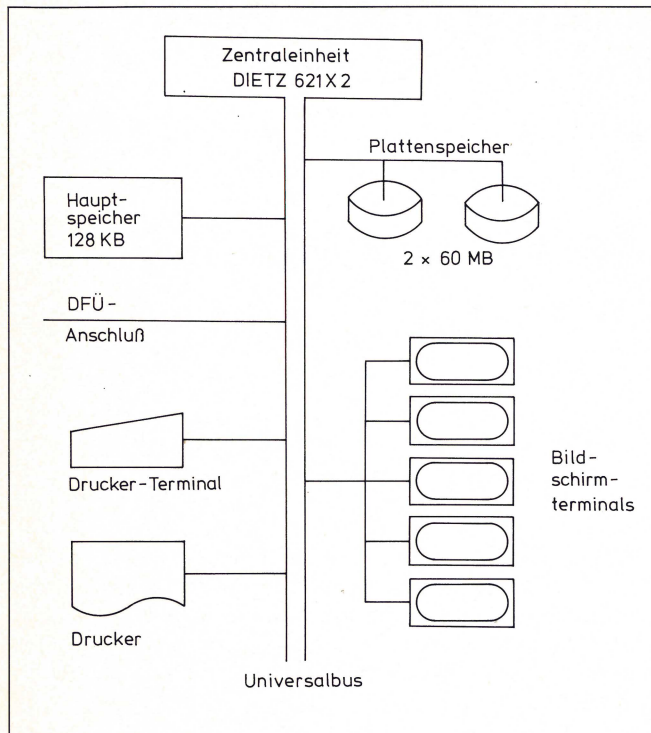 Zentraleinheit
DIETZ 621X2
Plattenspeicher
Haupt-
speicher
128 KB
2 × 60 MB
DFÜ-
Anschluß
Drucker-Terminal
Bild-
schirm-
terminals
Drucker
Universalbus